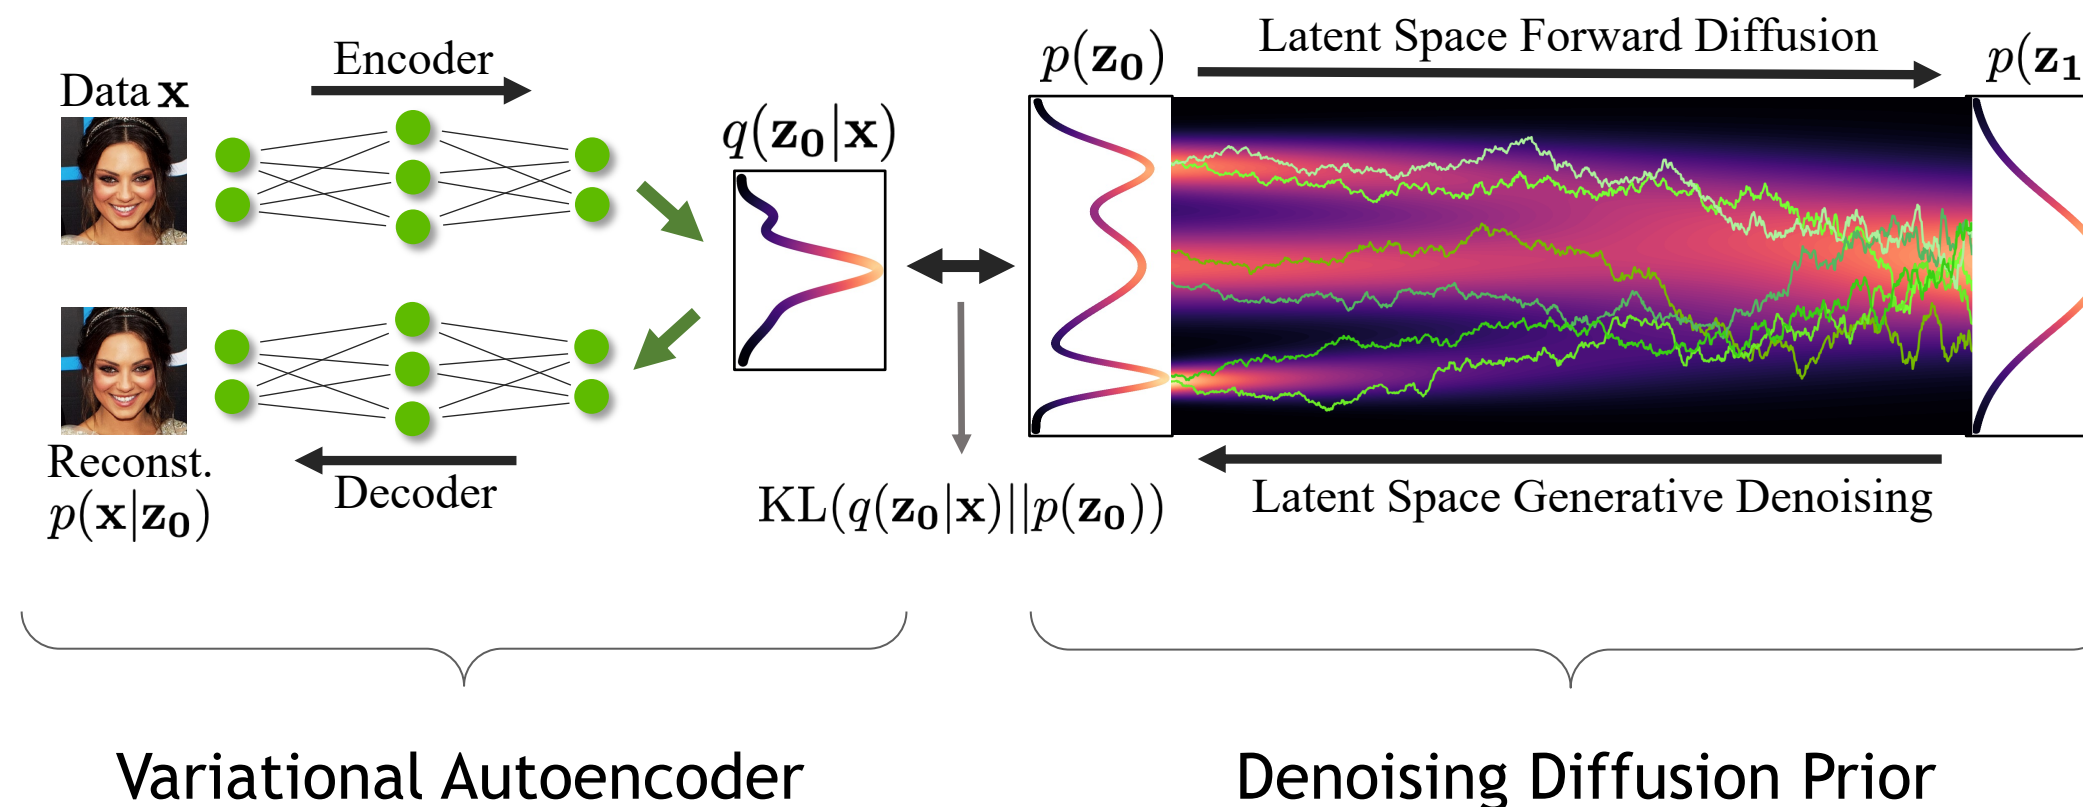 Data x
Encoder
q(z₀|x)
Reconst.
p(x|z₀)
Decoder
KL(q(z₀|x)||p(z₀))
p(z₀)
Latent Space Forward Diffusion
p(z₁
Latent Space Generative Denoising
Variational Autoencoder
Denoising Diffusion Prior